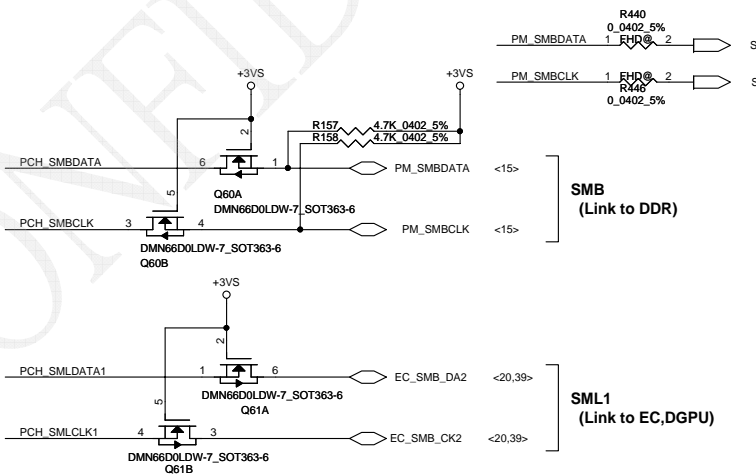 R440
0_0402_5%
PM_SMBDATA 1 EHD@ 2 S
PM_SMBCLK 1 EHD@ 2 S
R446
0_0402_5%
+3VS +3VS
2
R157 4.7K_0402_5%
R158 4.7K_0402_5%
PCH_SMBDATA 6 1 PM_SMBDATA <15>
5
Q60A
DMN66D0LDW-7_SOT363-6
SMB
(Link to DDR)
PCH_SMBCLK 3 4 PM_SMBCLK <15>
DMN66D0LDW-7_SOT363-6
Q60B
+3VS
2
PCH_SMLDATA1 1 6 EC_SMB_DA2 <20,39>
5
DMN66D0LDW-7_SOT363-6
Q61A
SML1
(Link to EC,DGPU)
PCH_SMLCLK1 4 3 EC_SMB_CK2 <20,39>
DMN66D0LDW-7_SOT363-6
Q61B